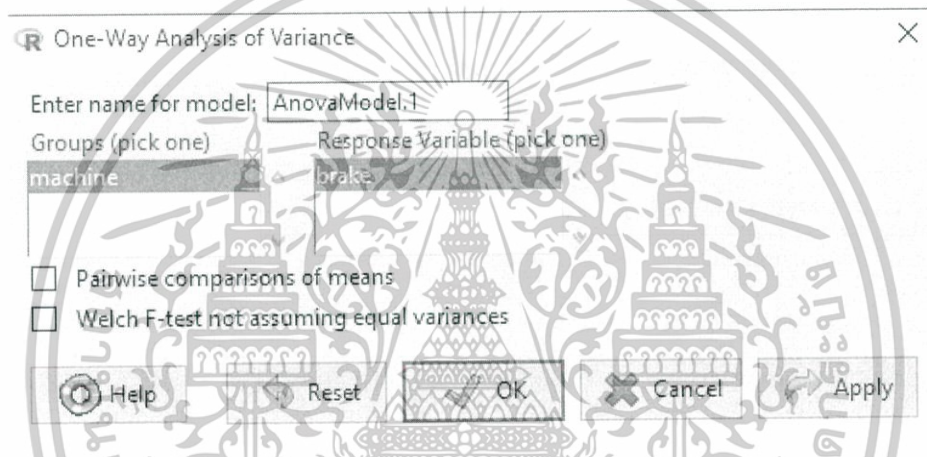 R One-Way Analysis of Variance
Enter name for model: AnovaModel.1
Groups (pick one) Response Variable (pick one)
machine brake
Pairwise comparisons of means
Welch F-test not assuming equal variances
Help Reset OK Cancel Apply